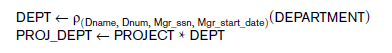 DEPT ← ρ(Dname, Dnum, Mgr_ssn, Mgr_start_date)(DEPARTMENT)
PROJ_DEPT ← PROJECT * DEPT